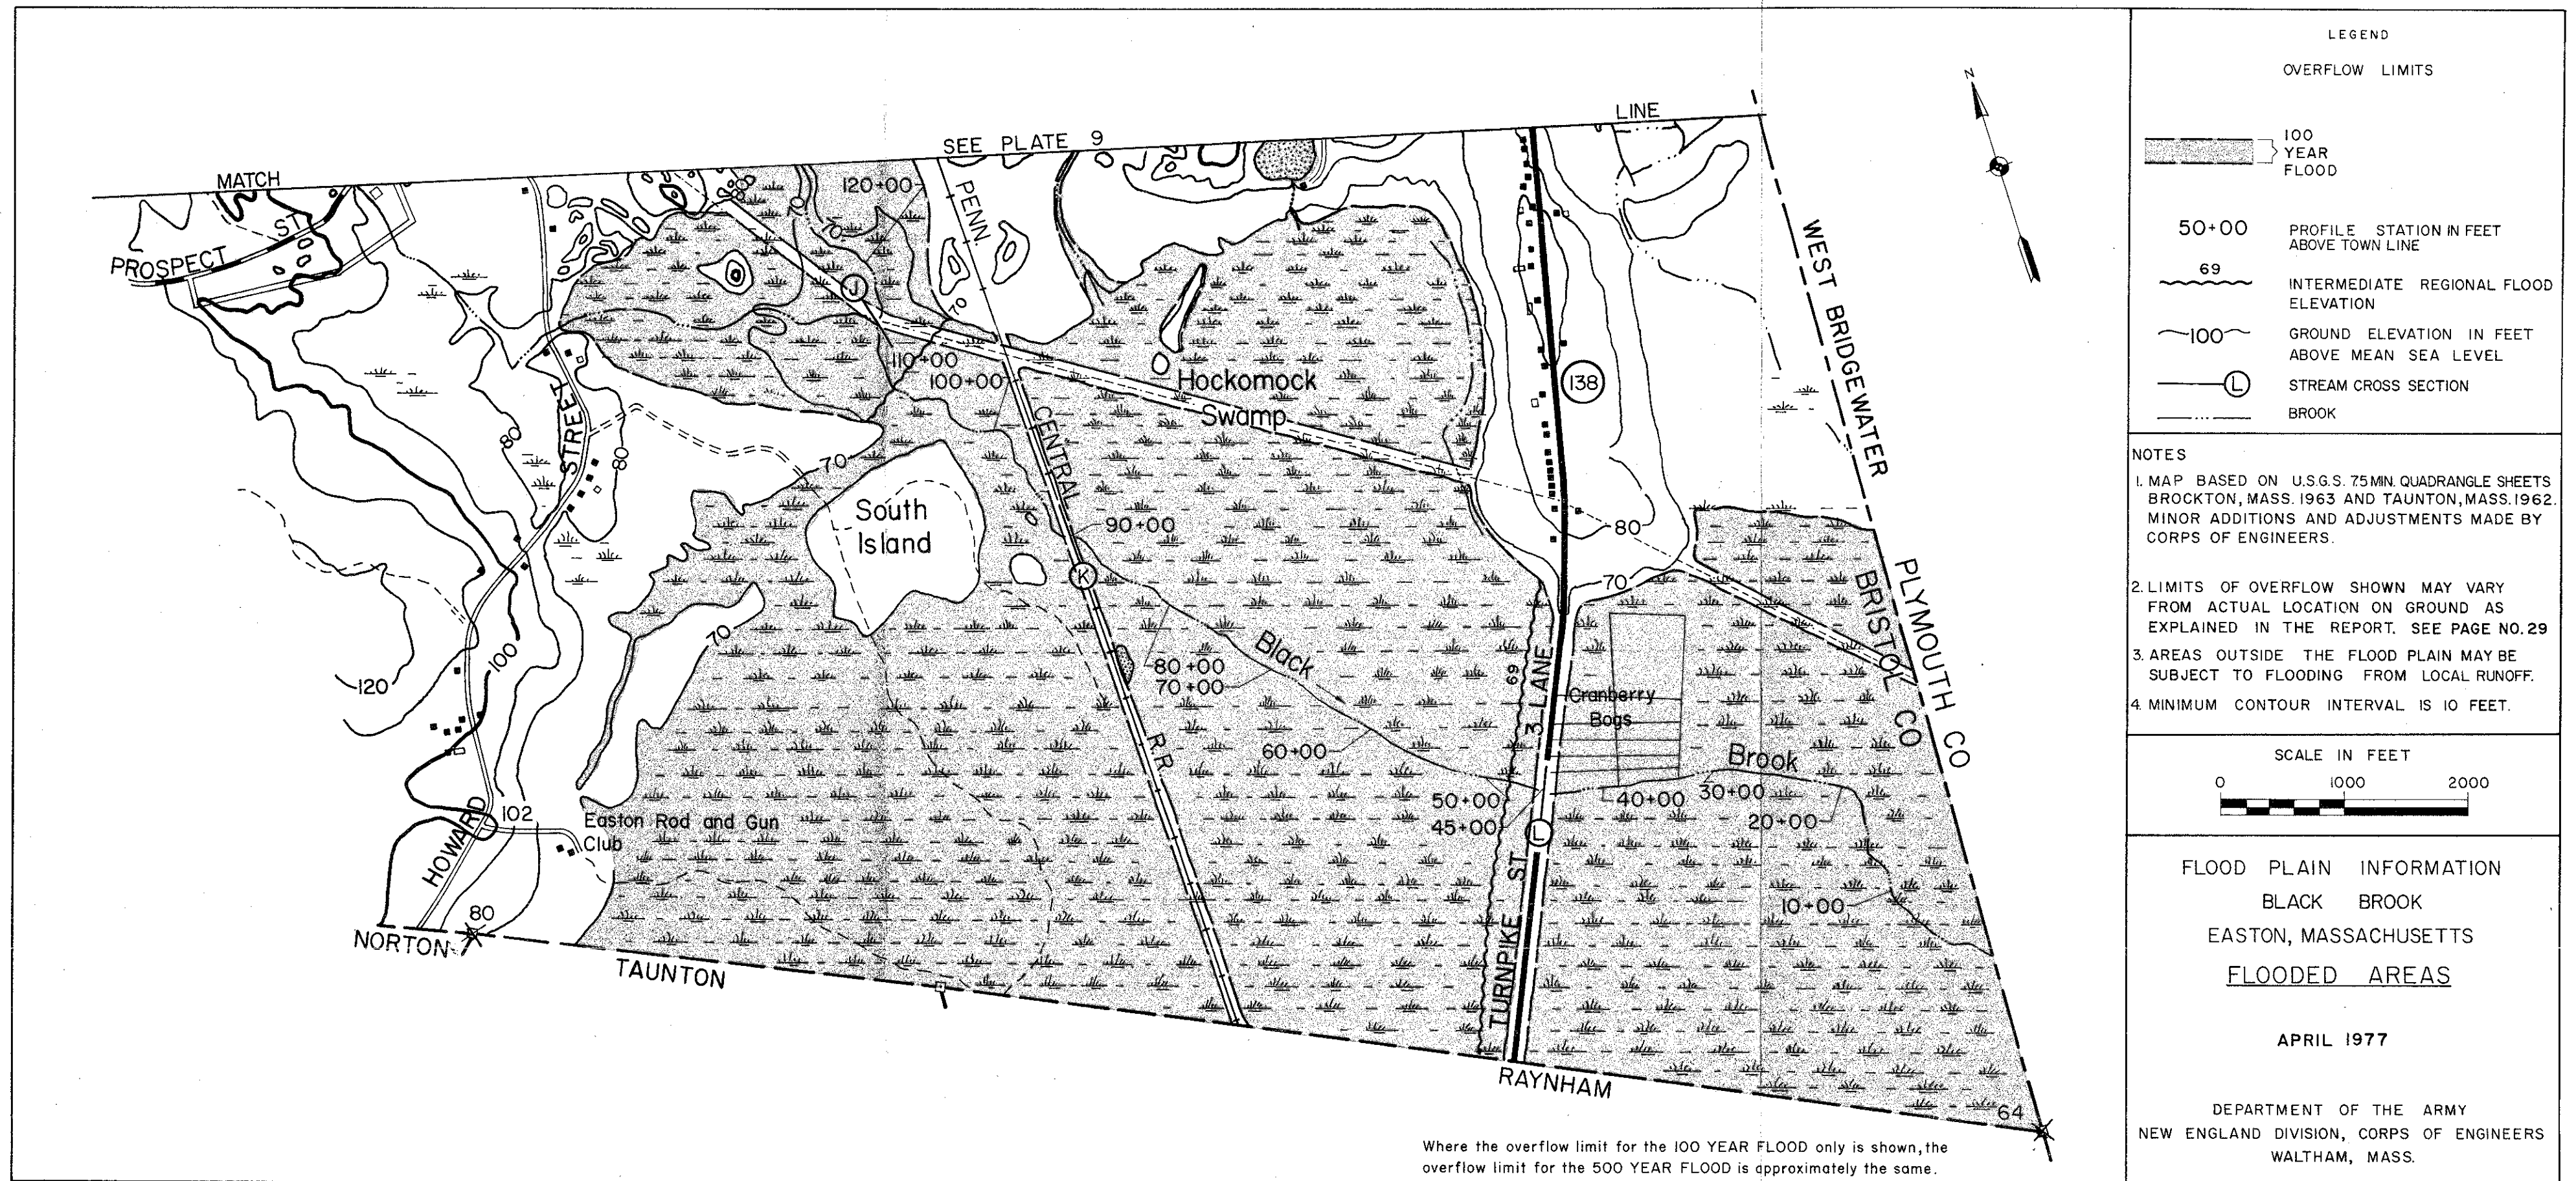 SEE PLATE 9
LINE
MATCH
PROSPECT ST
80
70
70
120+00
PENN.
J
70
110+00
100+00
Hockomock
Swamp
CENTRAL
R.R.
138
WEST BRIDGEWATER
N
STREET
80
80
70
South
Island
90+00
K
80
70
PLYMOUTH CO
BRISTOL CO
Black
80+00
70+00
69
3 LANE
Cranberry
Bogs
70
100
120
60+00
Brook
50+00
45+00
40+00
30+00
20+00
L
10+00
102
HOWARD
Easton Rod and Gun
Club
80
NORTON
TAUNTON
TURNPIKE ST
RAYNHAM
64
Where the overflow limit for the 100 YEAR FLOOD only is shown, the
overflow limit for the 500 YEAR FLOOD is approximately the same.
LEGEND
OVERFLOW LIMITS
100
YEAR
FLOOD
50+00 PROFILE STATION IN FEET
ABOVE TOWN LINE
69
INTERMEDIATE REGIONAL FLOOD
ELEVATION
100 GROUND ELEVATION IN FEET
ABOVE MEAN SEA LEVEL
L STREAM CROSS SECTION
BROOK
NOTES
1. MAP BASED ON U.S.G.S. 7.5 MIN. QUADRANGLE SHEETS
BROCKTON, MASS. 1963 AND TAUNTON, MASS. 1962.
MINOR ADDITIONS AND ADJUSTMENTS MADE BY
CORPS OF ENGINEERS.
2. LIMITS OF OVERFLOW SHOWN MAY VARY
FROM ACTUAL LOCATION ON GROUND AS
EXPLAINED IN THE REPORT. SEE PAGE NO. 29
3. AREAS OUTSIDE THE FLOOD PLAIN MAY BE
SUBJECT TO FLOODING FROM LOCAL RUNOFF.
4. MINIMUM CONTOUR INTERVAL IS 10 FEET.
SCALE IN FEET
0 1000 2000
FLOOD PLAIN INFORMATION
BLACK BROOK
EASTON, MASSACHUSETTS
FLOODED AREAS
APRIL 1977
DEPARTMENT OF THE ARMY
NEW ENGLAND DIVISION, CORPS OF ENGINEERS
WALTHAM, MASS.